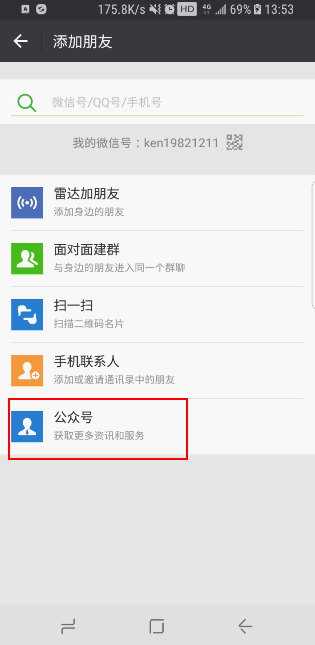 175.8K/s HD 4G 69% 13:53
添加朋友
微信号/QQ号/手机号
我的微信号：ken19821211
雷达加朋友
添加身边的朋友
面对面建群
与身边的朋友进入同一个群聊
扫一扫
扫描二维码名片
手机联系人
添加或邀请通讯录中的朋友
公众号
获取更多资讯和服务